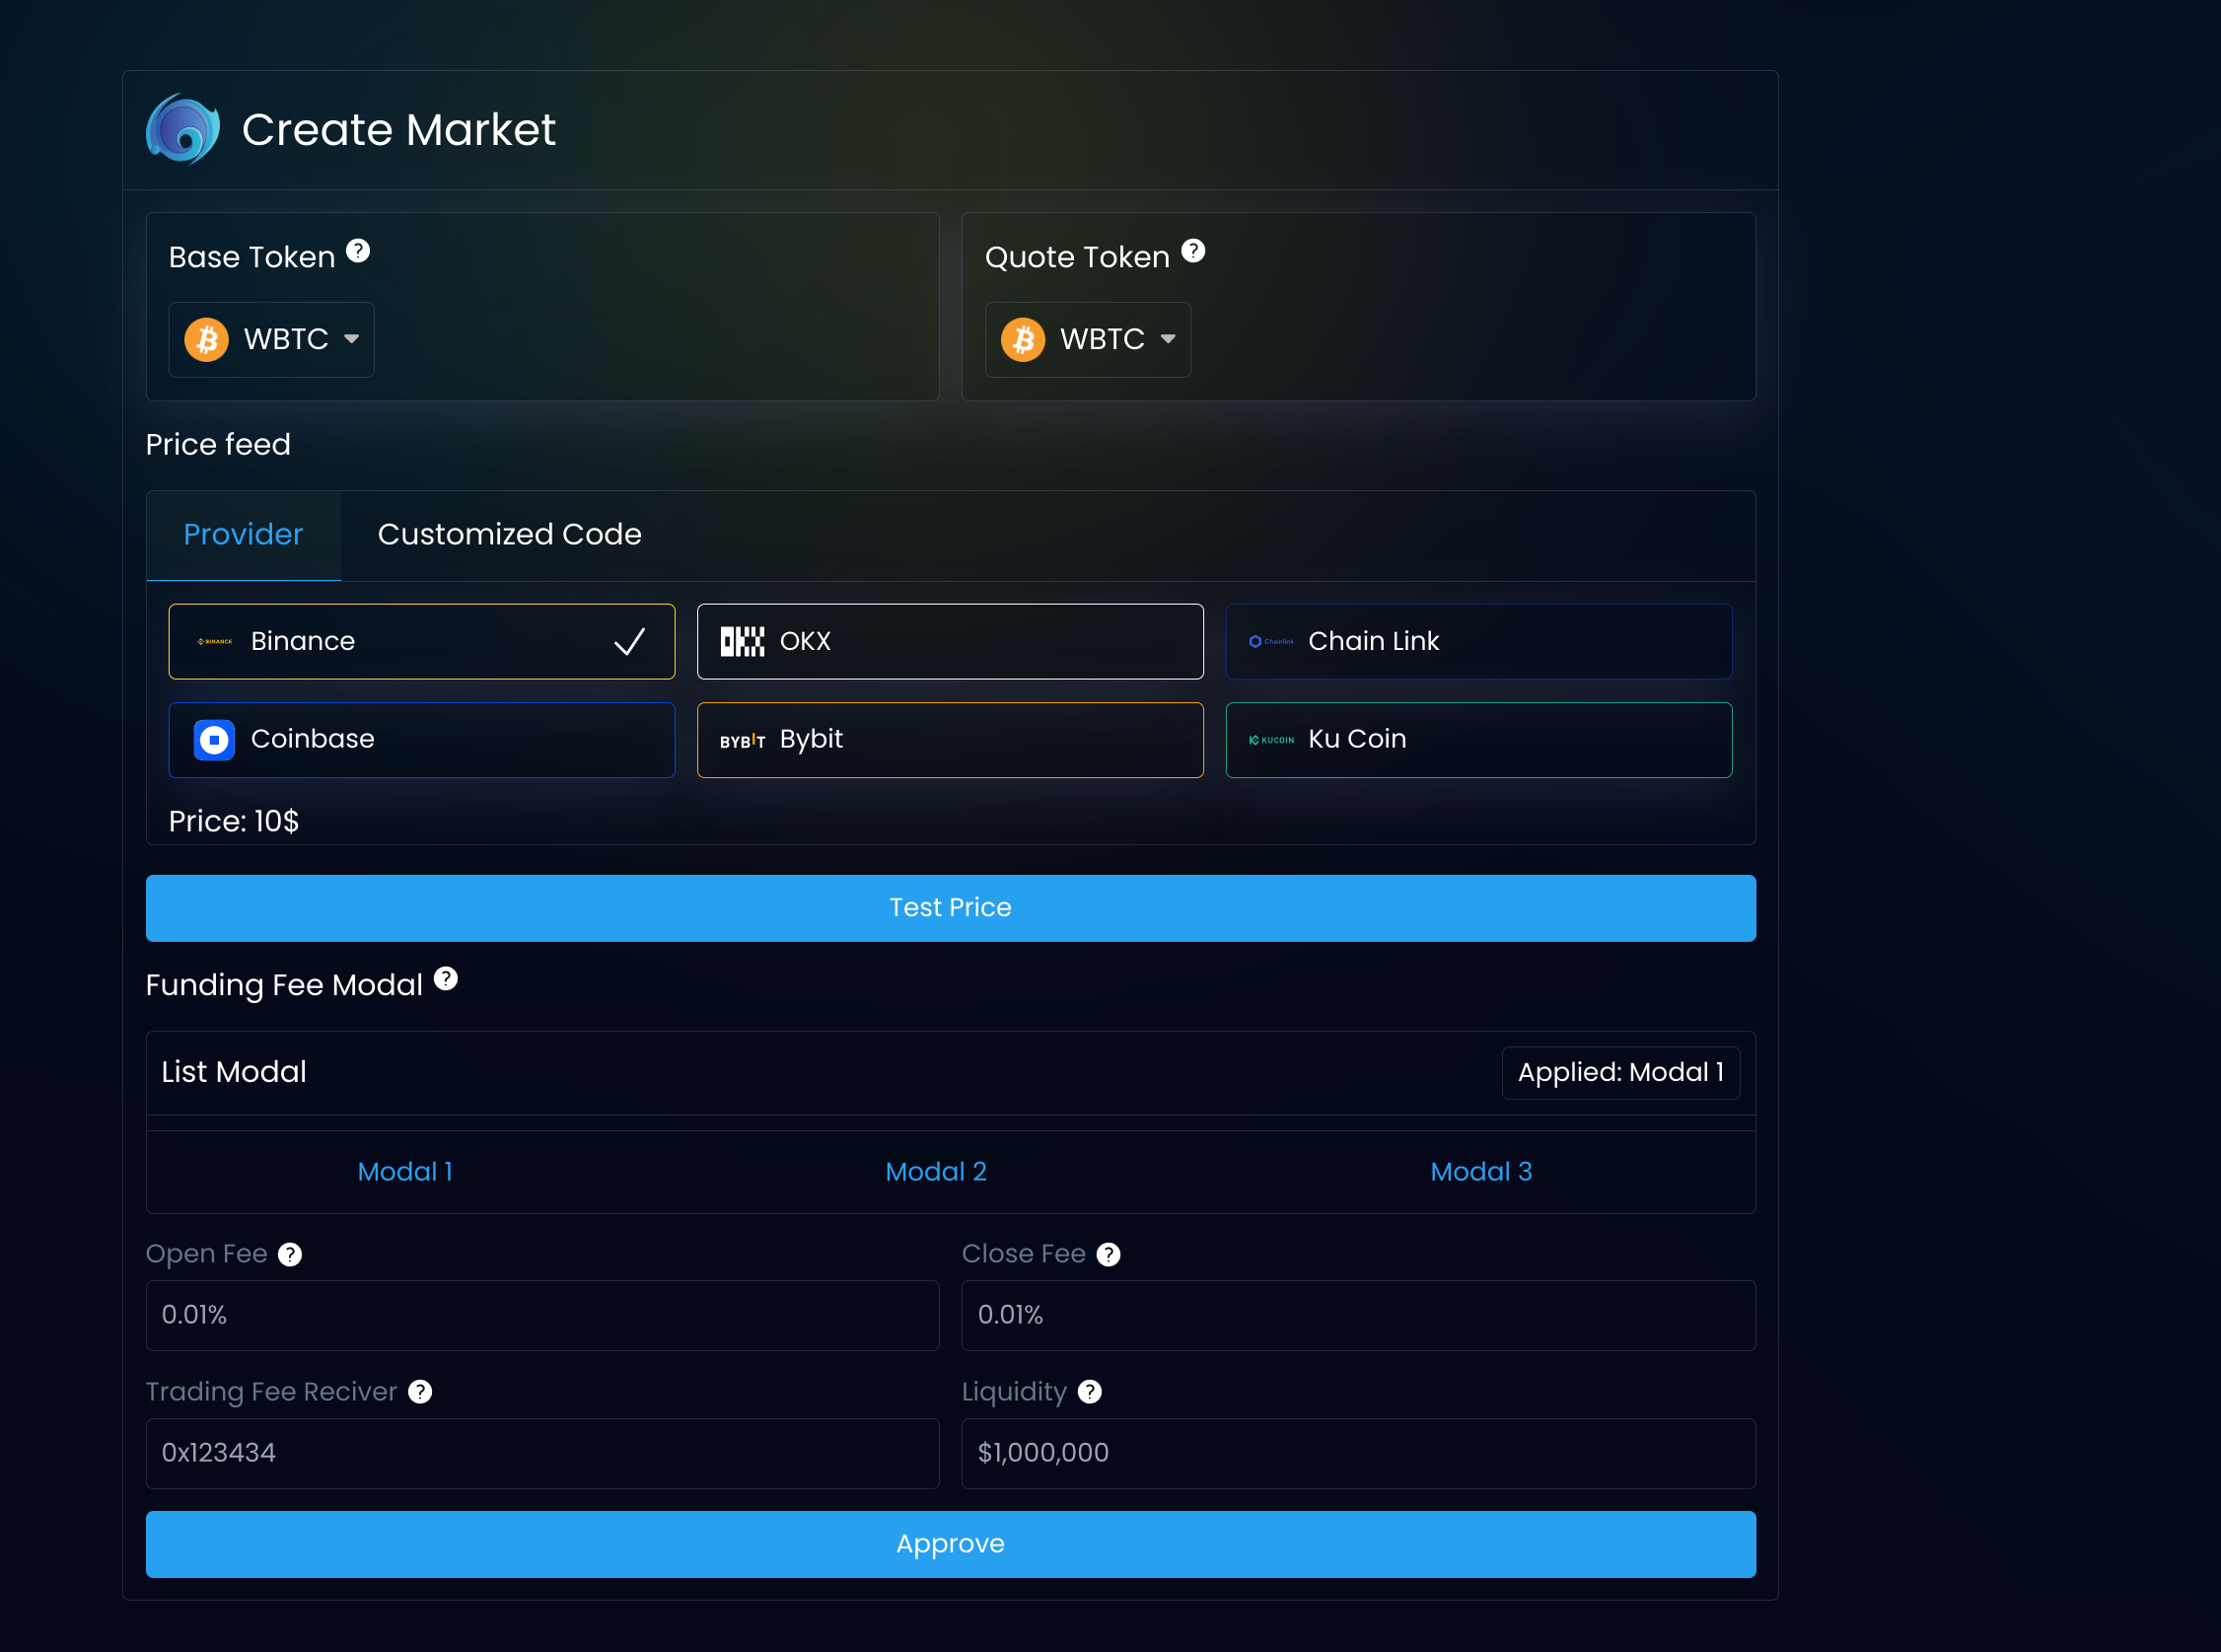 Create Market
Base Token ?
Quote Token ?
WBTC
WBTC
Price feed
Provider
Customized Code
BINANCE Binance
OKX OKX
Chainlink Chain Link
Coinbase
BYBIT Bybit
KUCOIN Ku Coin
Price: 10$
Test Price
Funding Fee Modal ?
List Modal
Applied: Modal 1
Modal 1
Modal 2
Modal 3
Open Fee ?
Close Fee ?
0.01%
0.01%
Trading Fee Reciver ?
Liquidity ?
0x123434
$1,000,000
Approve